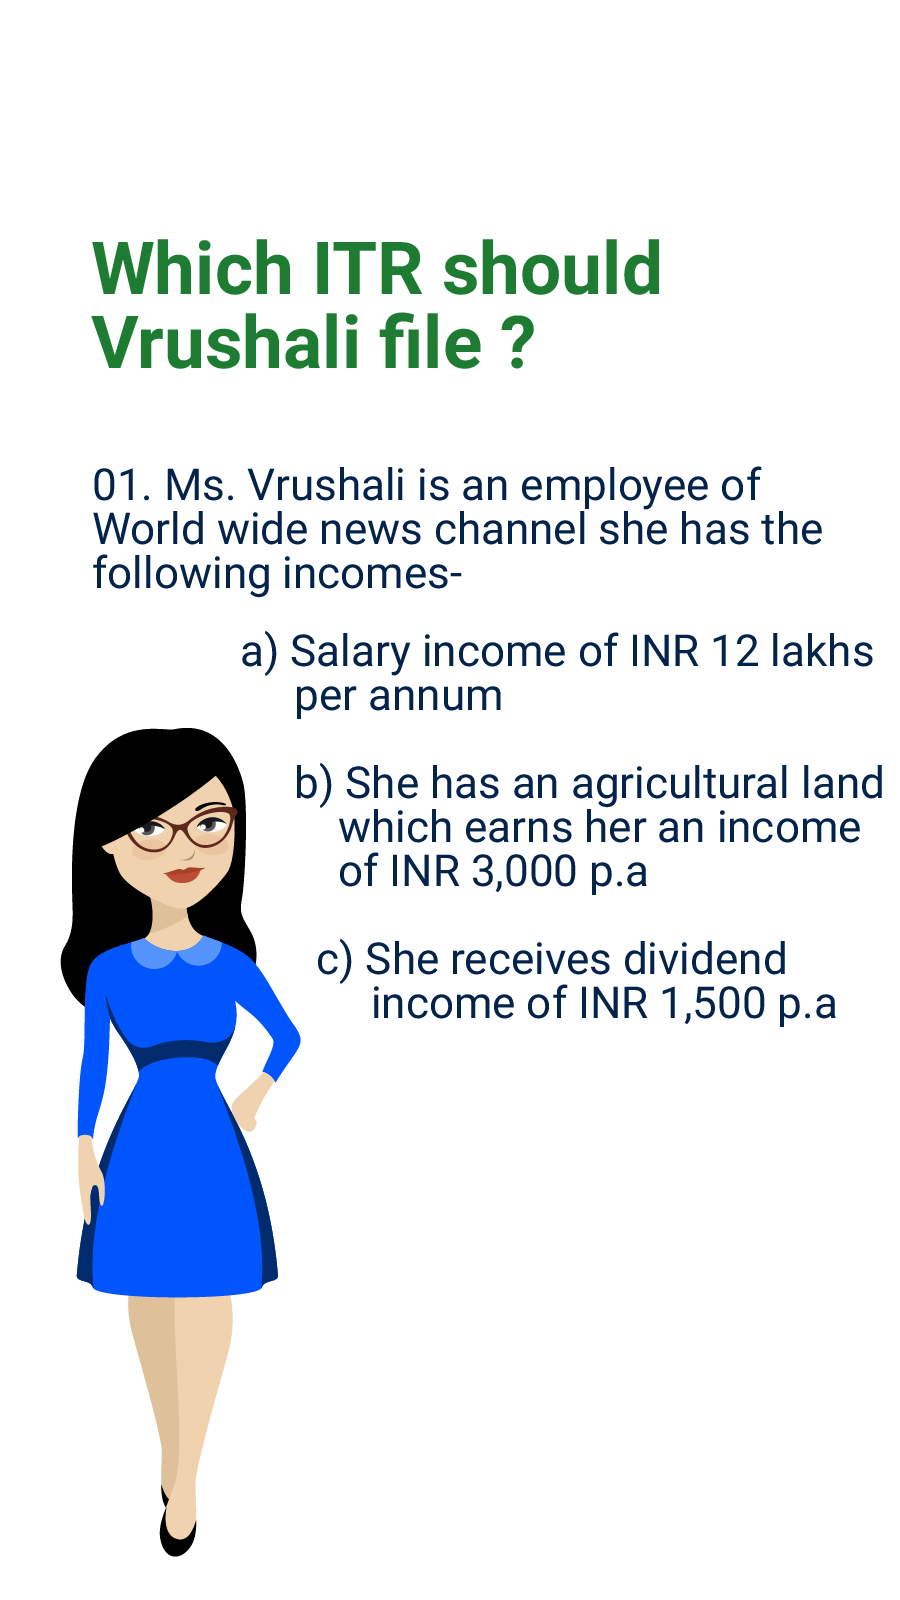 Which ITR should
Vrushali file ?
01. Ms. Vrushali is an employee of
World wide news channel she has the
following incomes-
a) Salary income of INR 12 lakhs
per annum
b) She has an agricultural land
which earns her an income
of INR 3,000 p.a
c) She receives dividend
income of INR 1,500 p.a